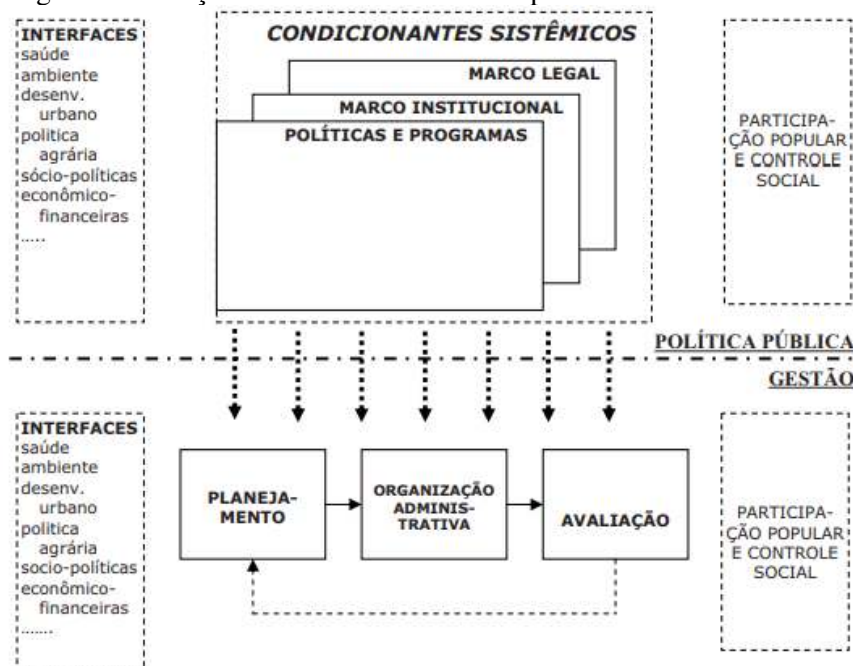 INTERFACES
saúde
ambiente
desenv.
urbano
politica
agrária
sócio-políticas
econômico-
financeiras
.....
CONDICIONANTES SISTÊMICOS
MARCO LEGAL
MARCO INSTITUCIONAL
POLÍTICAS E PROGRAMAS
PARTICIPA-
ÇÃO POPULAR
E CONTROLE
SOCIAL
POLÍTICA PÚBLICA
GESTÃO
INTERFACES
saúde
ambiente
desenv.
urbano
politica
agrária
socio-políticas
econômico-
financeiras
.......
PLANEJA-
MENTO
ORGANIZAÇÃO
ADMINIS-
TRATIVA
AVALIAÇÃO
PARTICIPA-
ÇÃO POPULAR
E CONTROLE
SOCIAL